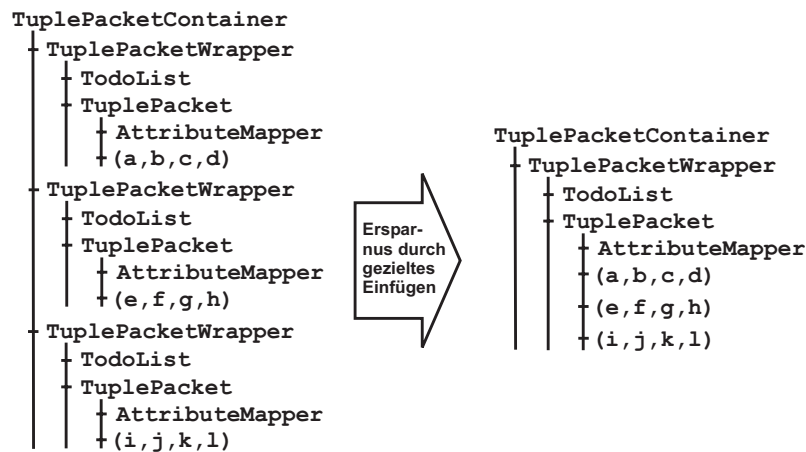 TuplePacketContainer
TuplePacketWrapper
TodoList
TuplePacket
AttributeMapper
(a,b,c,d)
TuplePacketWrapper
TodoList
TuplePacket
AttributeMapper
(e,f,g,h)
TuplePacketWrapper
TodoList
TuplePacket
AttributeMapper
(i,j,k,l)
Erspar-
nus durch
gezieltes
Einfügen
TuplePacketContainer
TuplePacketWrapper
TodoList
TuplePacket
AttributeMapper
(a,b,c,d)
(e,f,g,h)
(i,j,k,l)